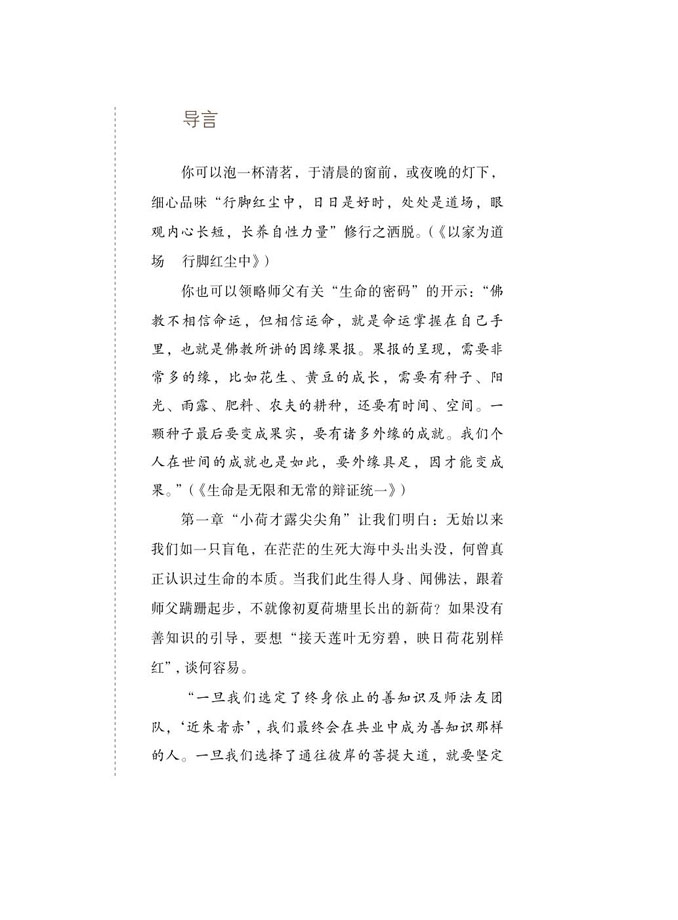 导言
你可以泡一杯清茗，于清晨的窗前，或夜晚的灯下，
细心品味“行脚红尘中，日日是好时，处处是道场，眼
观内心长短，长养自性力量”修行之洒脱。（《以家为道
场　行脚红尘中》）
你也可以领略师父有关“生命的密码”的开示：“佛
教不相信命运，但相信运命，就是命运掌握在自己手
里，也就是佛教所讲的因缘果报。果报的呈现，需要非
常多的缘，比如花生、黄豆的成长，需要有种子、阳
光、雨露、肥料、农夫的耕种，还要有时间、空间。一
颗种子最后要变成果实，要有诸多外缘的成就。我们个
人在世间的成就也是如此，要外缘具足，因才能变成
果。”（《生命是无限和无常的辩证统一》）
第一章“小荷才露尖尖角”让我们明白：无始以来
我们如一只盲龟，在茫茫的生死大海中头出头没，何曾真
正认识过生命的本质。当我们此生得人身、闻佛法，跟着
师父蹒跚起步，不就像初夏荷塘里长出的新荷？如果没有
善知识的引导，要想“接天莲叶无穷碧，映日荷花别样
红”，谈何容易。
“一旦我们选定了终身依止的善知识及师法友团
队，‘近朱者赤’，我们最终会在共业中成为善知识那样
的人。一旦我们选择了通往彼岸的菩提大道，就要坚定